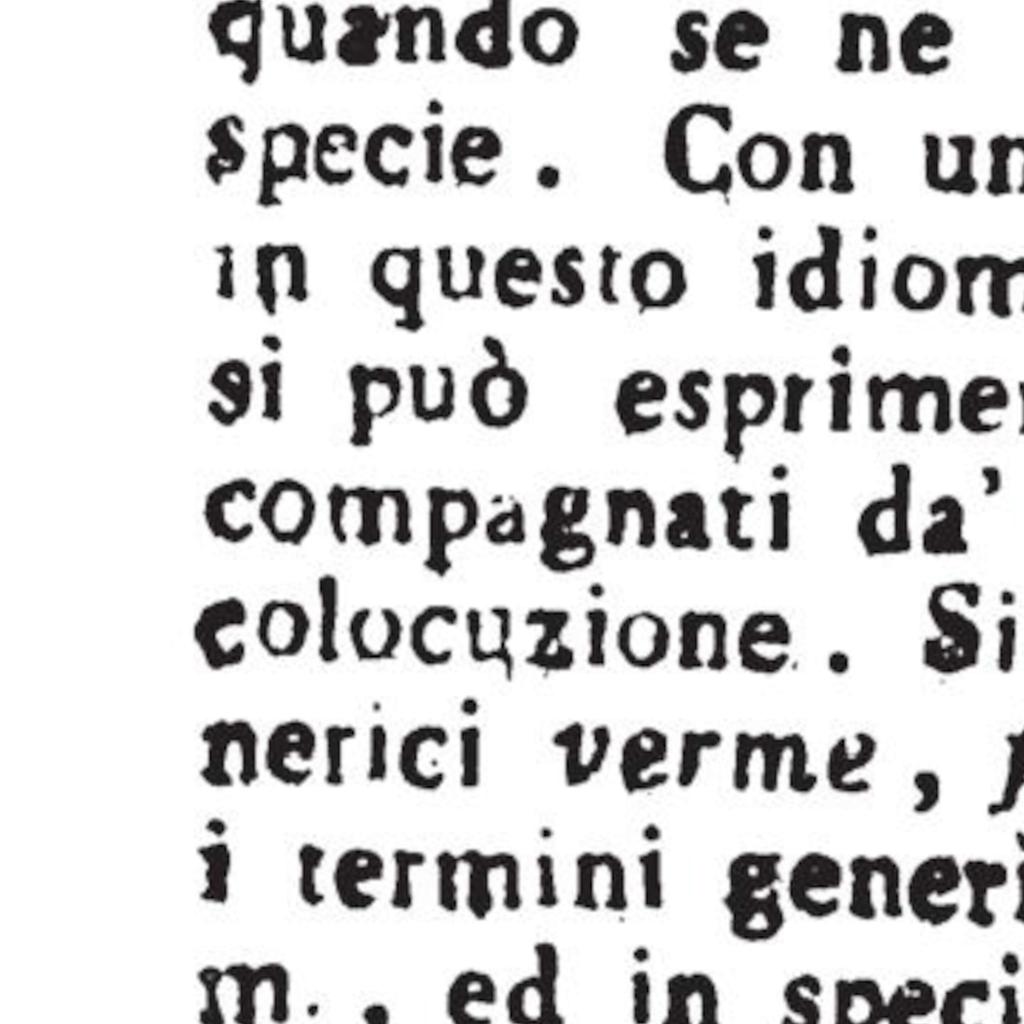 quando se ne
specie. Con un
in questo idiom
si può esprimer
compagnati da'
colocuzione. Si
nerici verme,
i termini generi
m., ed in speci